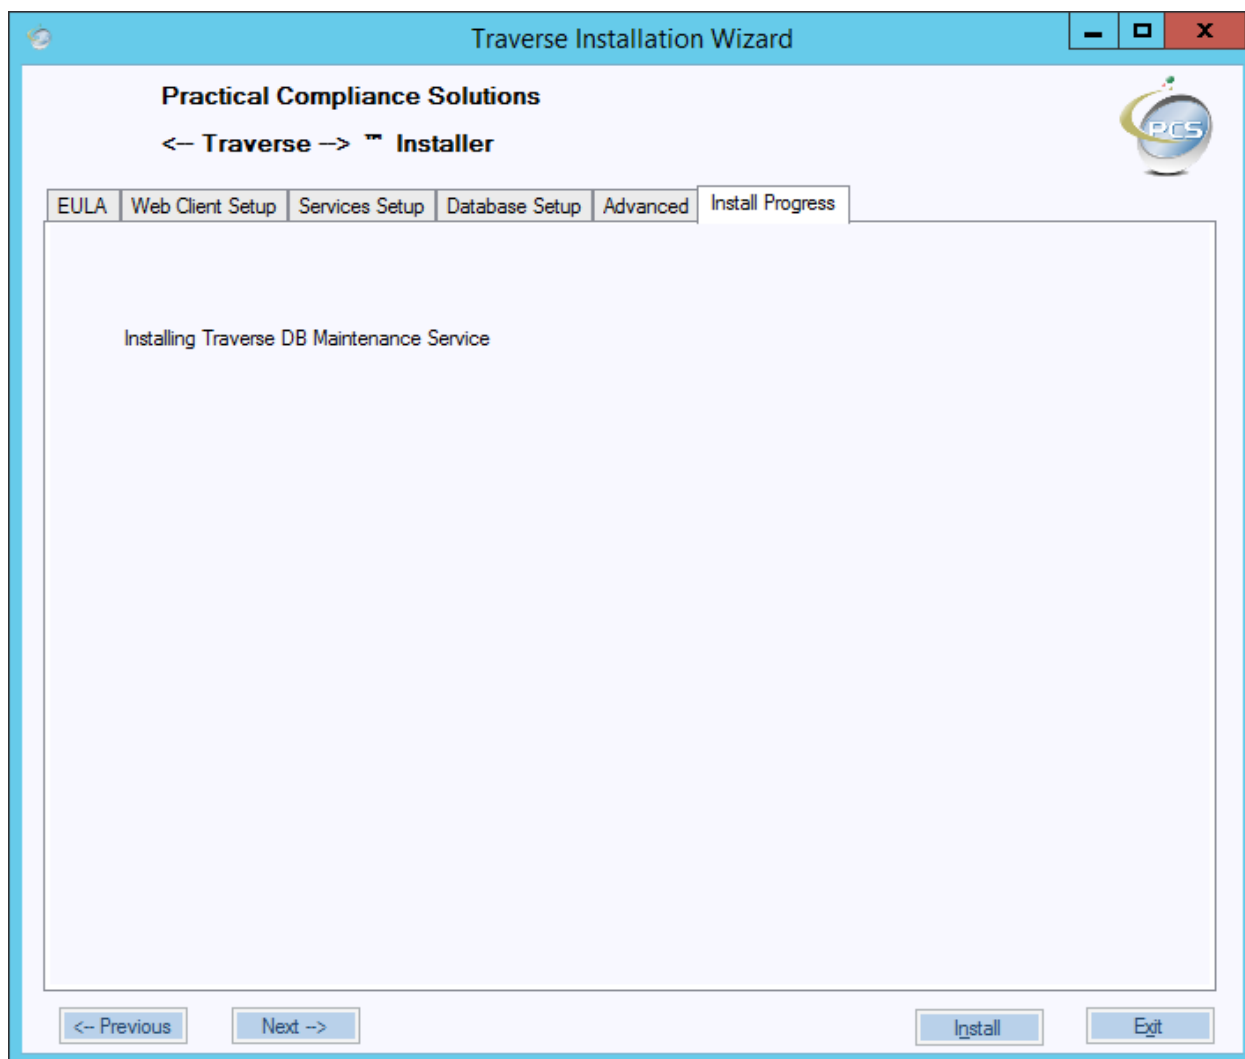 Traverse Installation Wizard
Practical Compliance Solutions
<-- Traverse --> ™ Installer
PCS
EULA Web Client Setup Services Setup Database Setup Advanced Install Progress
Installing Traverse DB Maintenance Service
<-- Previous Next --> Install Exit